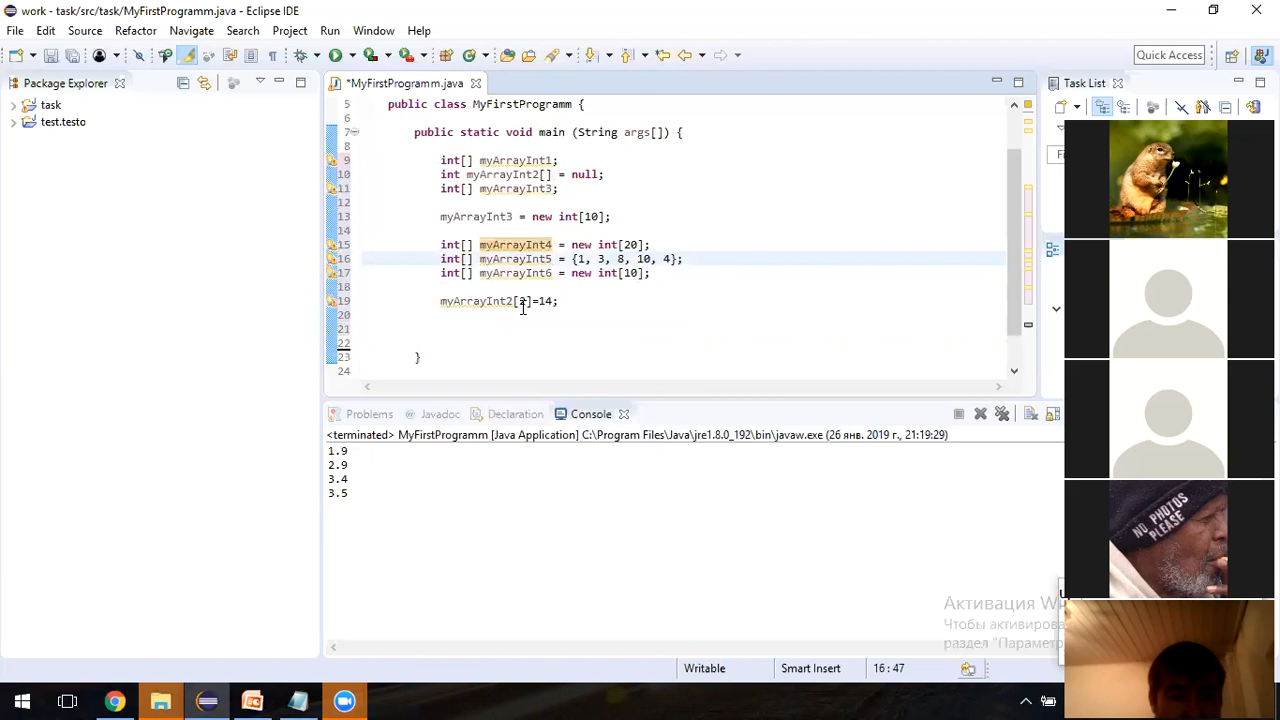 work - task/src/task/MyFirstProgramm.java - Eclipse IDE
File Edit Source Refactor Navigate Search Project Run Window Help
Quick Access
Package Explorer
*MyFirstProgramm.java
Task List
task
test.testo
5 public class MyFirstProgramm {
6
7 public static void main (String args[]) {
8
9 int[] myArrayInt1;
10 int myArrayInt2[] = null;
11 int[] myArrayInt3;
12
13 myArrayInt3 = new int[10];
14
15 int[] myArrayInt4 = new int[20];
16 int[] myArrayInt5 = {1, 3, 8, 10, 4};
17 int[] myArrayInt6 = new int[10];
18
19 myArrayInt2[2]=14;
20
21
22
23 }
24
Problems Javadoc Declaration Console
<terminated> MyFirstProgramm [Java Application] C:\Program Files\Java\jre1.8.0_192\bin\javaw.exe (26 янв. 2019 г., 21:19:29)
1.9
2.9
3.4
3.5
NO PHOTOS
PLEASE
Активация W
Чтобы активирова
раздел "Параметр
Writable Smart Insert 16 : 47